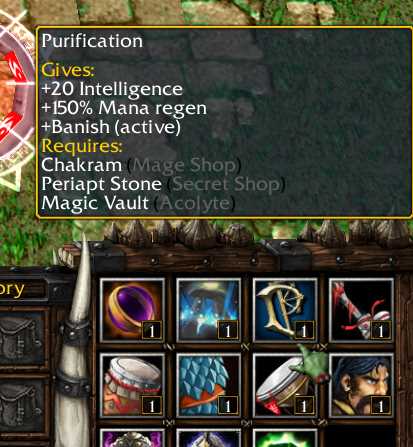 Purification
Gives:
+20 Intelligence
+150% Mana regen
+Banish (active)
Requires:
Chakram (Mage Shop)
Periapt Stone (Secret Shop)
Magic Vault (Acolyte)
ory
1 1 1 1
1 1 1 1